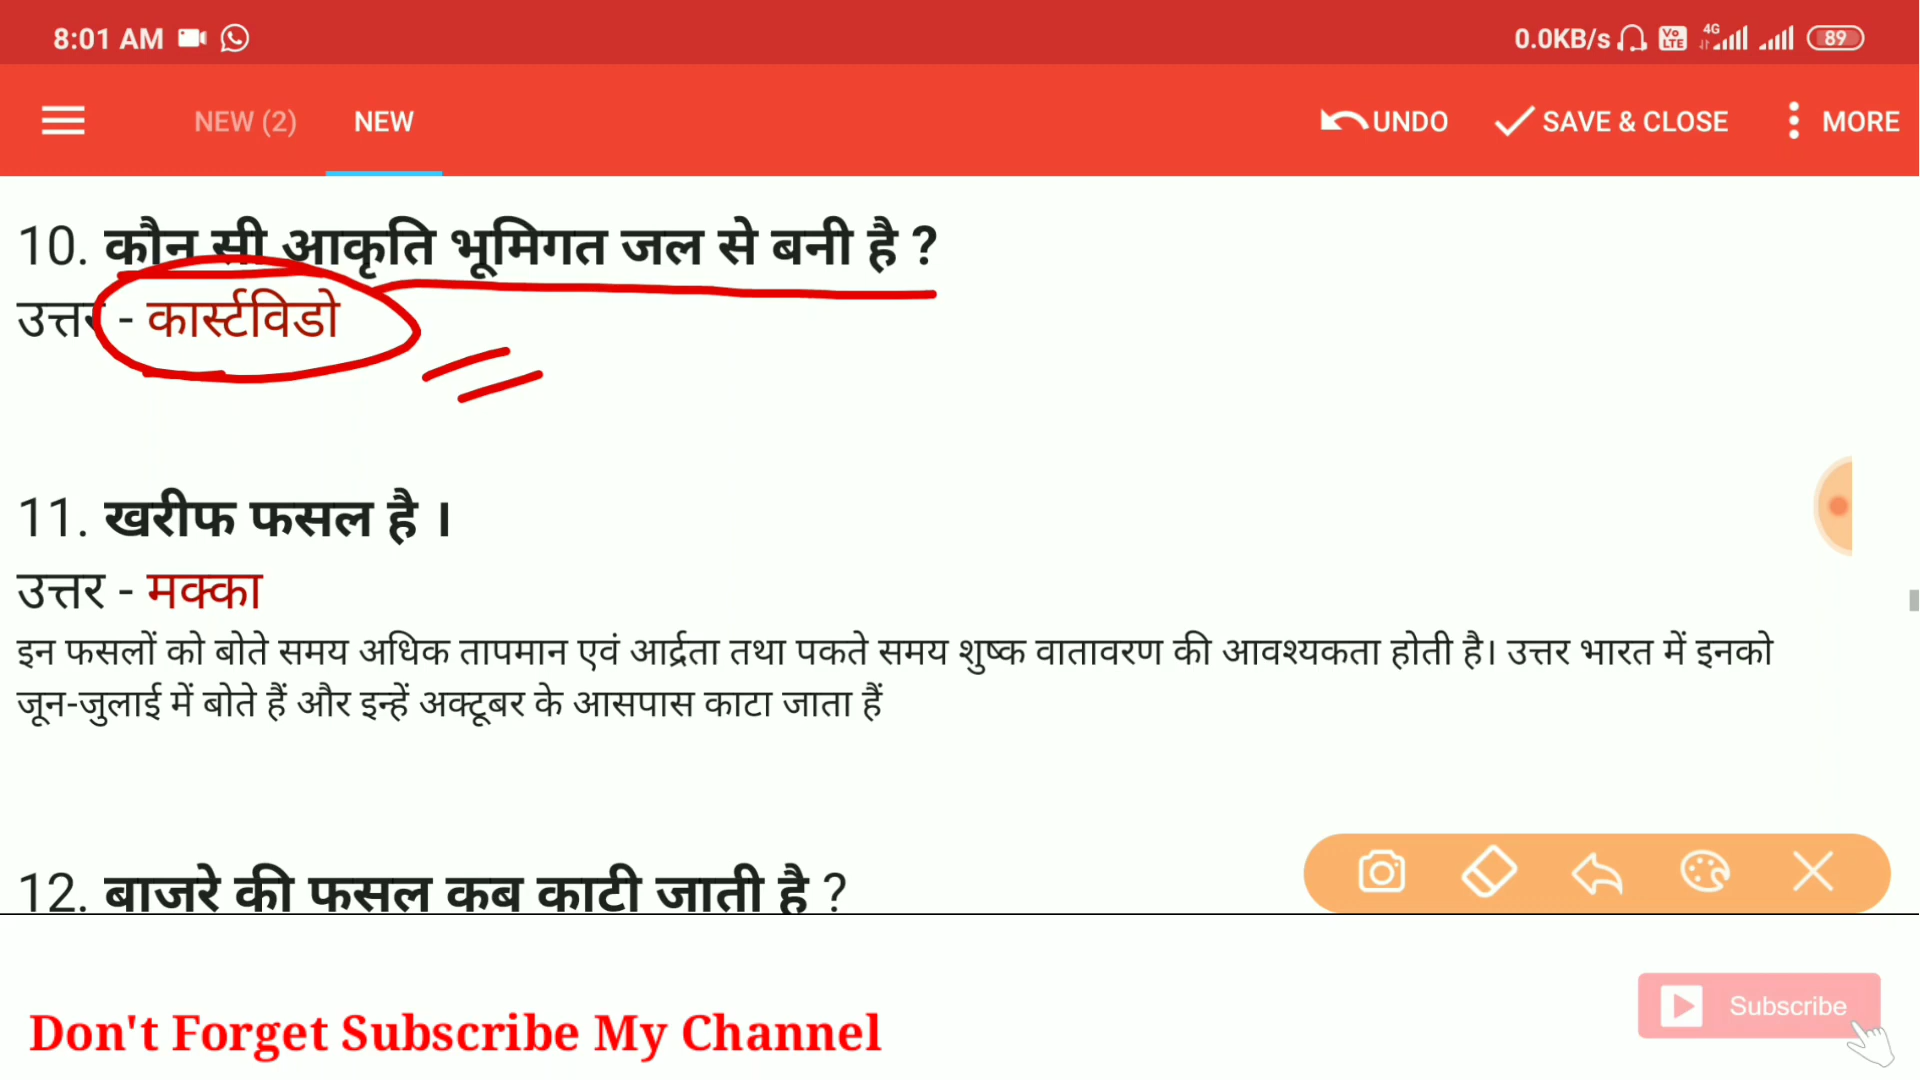 8:01 AM
0.0KB/s Vo LTE 4G 89
NEW (2) NEW UNDO SAVE & CLOSE MORE
10. कौन सी आकृति भूमिगत जल से बनी है ?
उत्तर - कार्स्टविडो
11. खरीफ फसल है ।
उत्तर - मक्का
इन फसलों को बोते समय अधिक तापमान एवं आर्द्रता तथा पकते समय शुष्क वातावरण की आवश्यकता होती है। उत्तर भारत में इनको
जून-जुलाई में बोते हैं और इन्हें अक्टूबर के आसपास काटा जाता हैं
12. बाजरे की फसल कब काटी जाती है ?
Don't Forget Subscribe My Channel
Subscribe